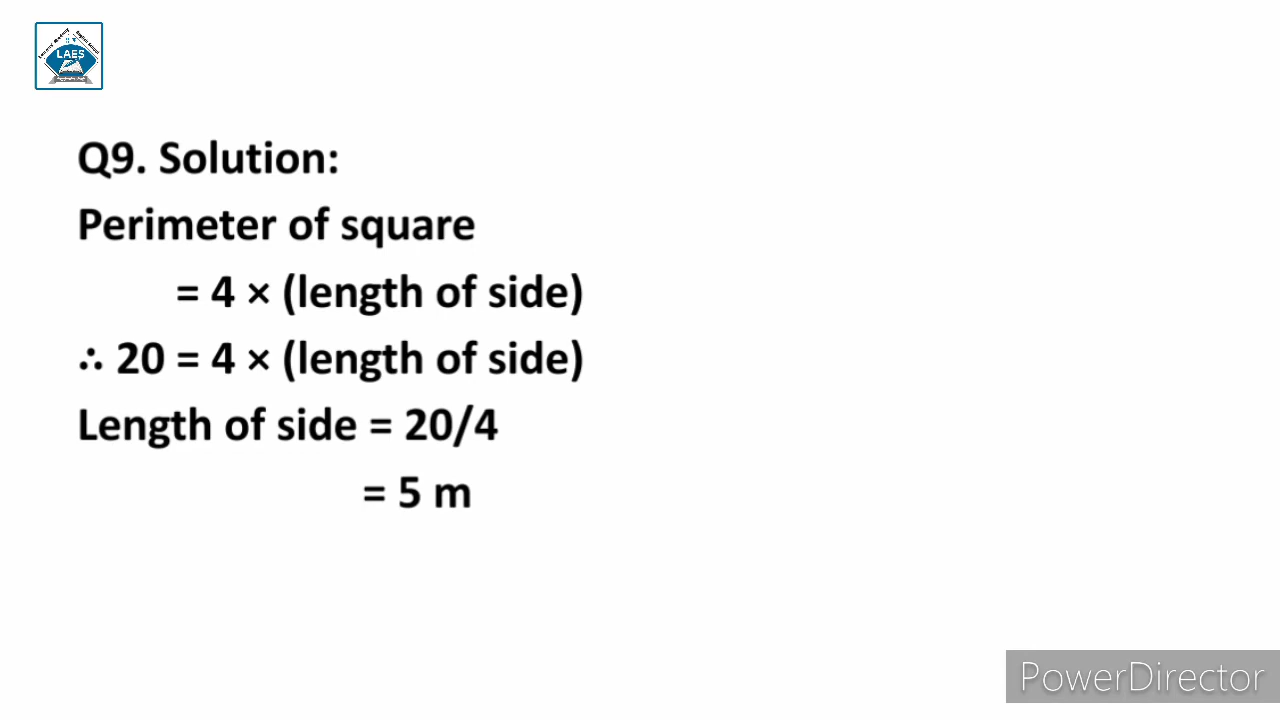 LAES
Q9. Solution:
Perimeter of square
= 4 × (length of side)
∴ 20 = 4 × (length of side)
Length of side = 20/4
= 5 m
PowerDirector